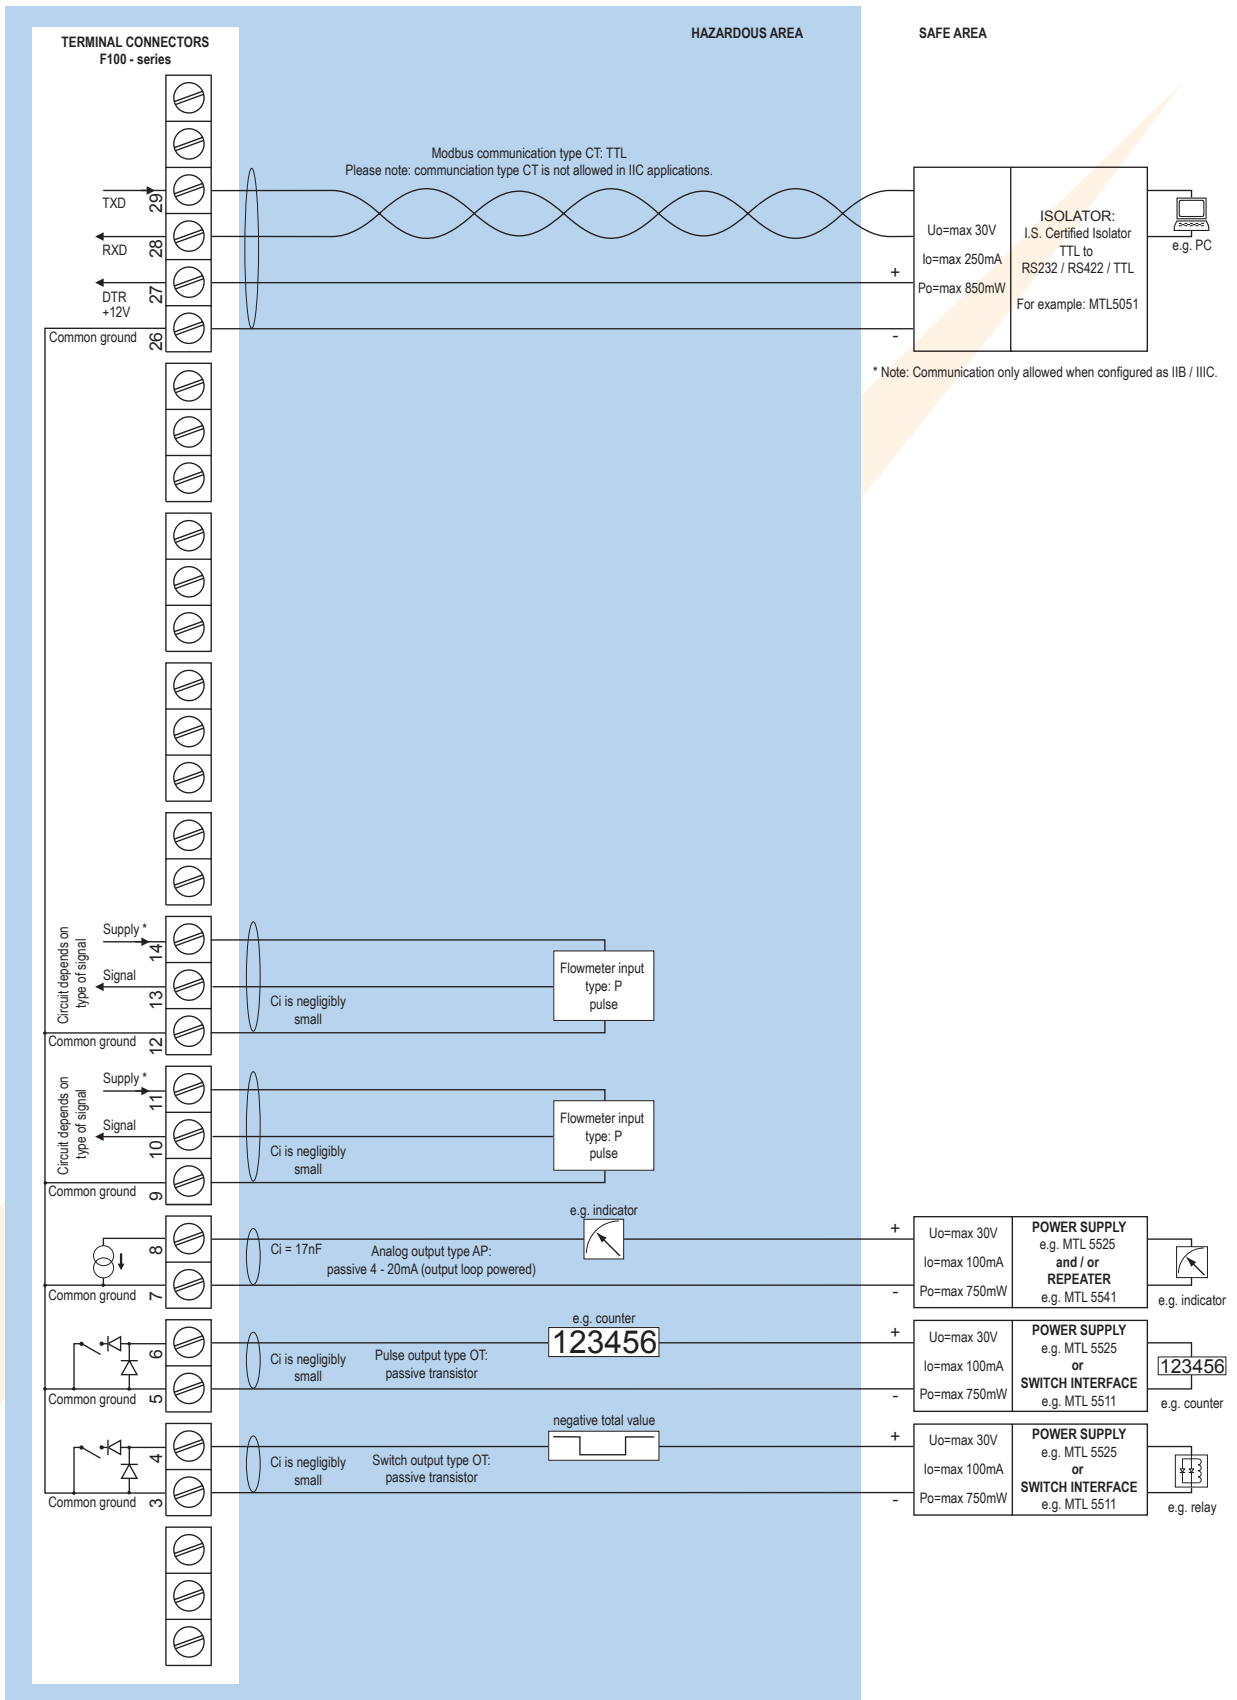 HAZARDOUS AREA
SAFE AREA
TERMINAL CONNECTORS
F100 - series
Modbus communication type CT: TTL
Please note: communciation type CT is not allowed in IIC applications.
TXD
29
RXD
28
DTR
+12V
27
Common ground
26
+
-
Uo=max 30V
Io=max 250mA
Po=max 850mW
ISOLATOR:
I.S. Certified Isolator
TTL to
RS232 / RS422 / TTL
For example: MTL5051
e.g. PC
* Note: Communication only allowed when configured as IIB / IIIC.
Circuit depends on
type of signal
Supply *
14
Signal
13
Common ground
12
Ci is negligibly
small
Flowmeter input
type: P
pulse
Circuit depends on
type of signal
Supply *
11
Signal
10
Common ground
9
Ci is negligibly
small
Flowmeter input
type: P
pulse
8
Common ground
7
Ci = 17nF
Analog output type AP:
passive 4 - 20mA (output loop powered)
e.g. indicator
+
-
Uo=max 30V
Io=max 100mA
Po=max 750mW
POWER SUPPLY
e.g. MTL 5525
and / or
REPEATER
e.g. MTL 5541
e.g. indicator
6
Common ground
5
Ci is negligibly
small
Pulse output type OT:
passive transistor
e.g. counter
123456
+
-
Uo=max 30V
Io=max 100mA
Po=max 750mW
POWER SUPPLY
e.g. MTL 5525
or
SWITCH INTERFACE
e.g. MTL 5511
123456
e.g. counter
4
Common ground
3
Ci is negligibly
small
Switch output type OT:
passive transistor
negative total value
+
-
Uo=max 30V
Io=max 100mA
Po=max 750mW
POWER SUPPLY
e.g. MTL 5525
or
SWITCH INTERFACE
e.g. MTL 5511
e.g. relay